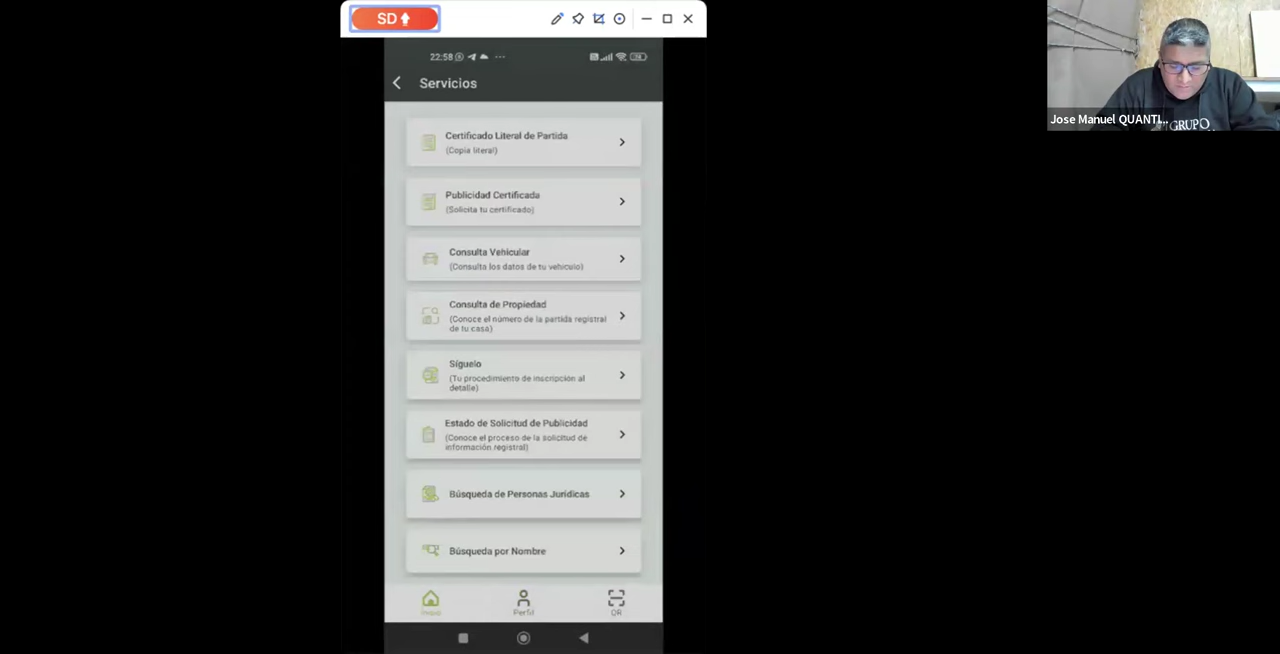 SD
22:58
Servicios
Certificado Literal de Partida
(Copia literal)
Publicidad Certificada
(Solicita tu certificado)
Consulta Vehicular
(Consulta los datos de tu vehículo)
Consulta de Propiedad
(Conoce el número de la partida registral
de tu casa)
Síguelo
(Tu procedimiento de inscripción al
detalle)
Estado de Solicitud de Publicidad
(Conoce el proceso de la solicitud de
información registral)
Búsqueda de Personas Jurídicas
Búsqueda por Nombre
Perfil
QR
Jose Manuel QUANTI...
GRUPO